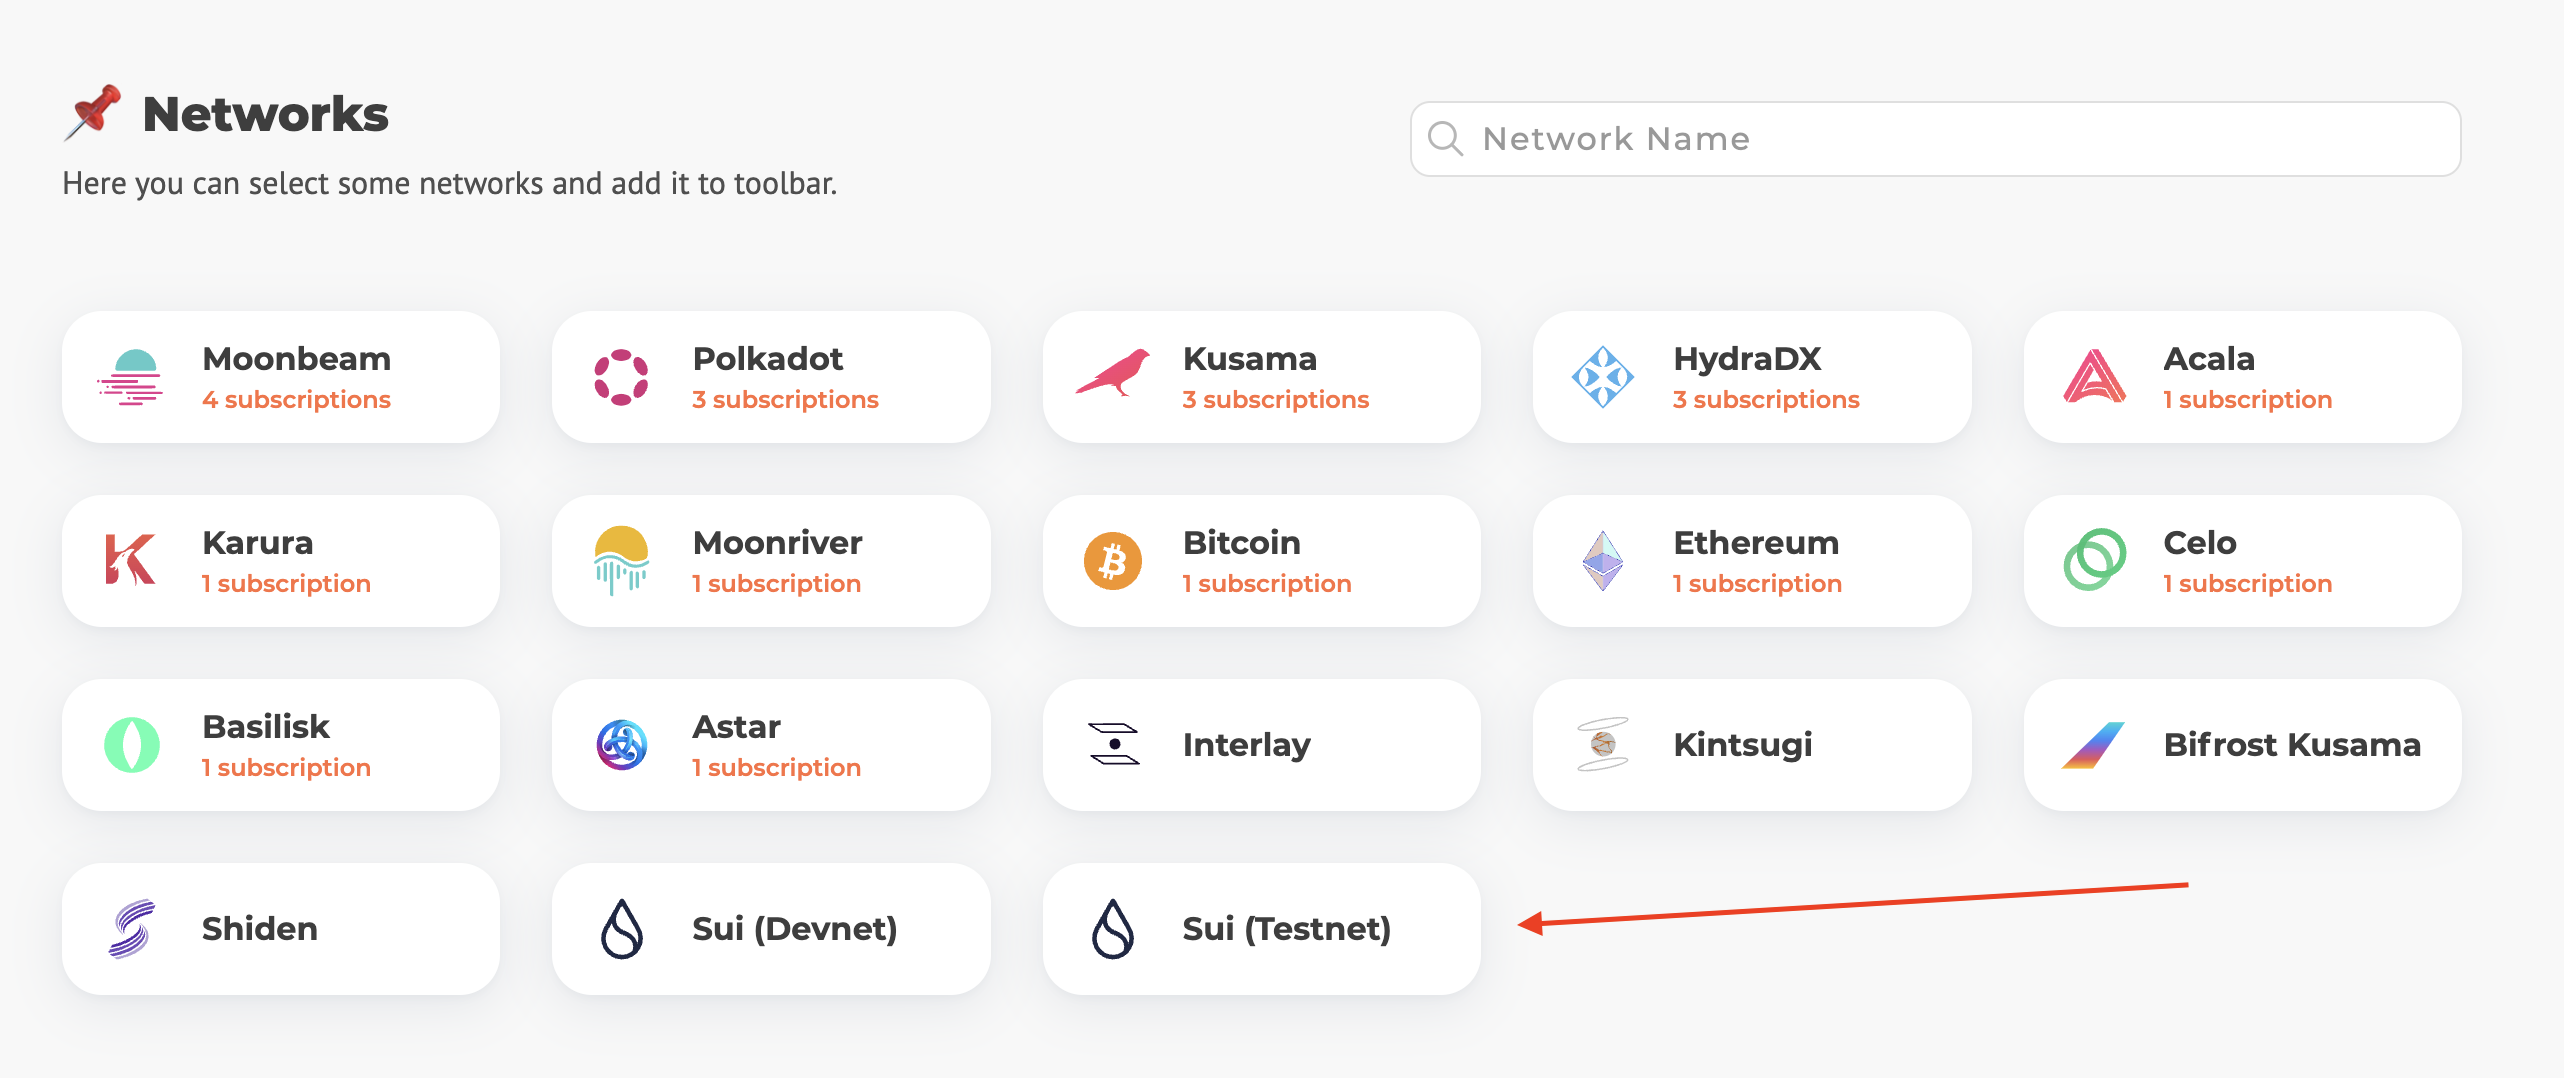 Networks
Network Name
Here you can select some networks and add it to toolbar.
Moonbeam
4 subscriptions
Polkadot
3 subscriptions
Kusama
3 subscriptions
HydraDX
3 subscriptions
Acala
1 subscription
Karura
1 subscription
Moonriver
1 subscription
Bitcoin
1 subscription
Ethereum
1 subscription
Celo
1 subscription
Basilisk
1 subscription
Astar
1 subscription
Interlay
Kintsugi
Bifrost Kusama
Shiden
Sui (Devnet)
Sui (Testnet)